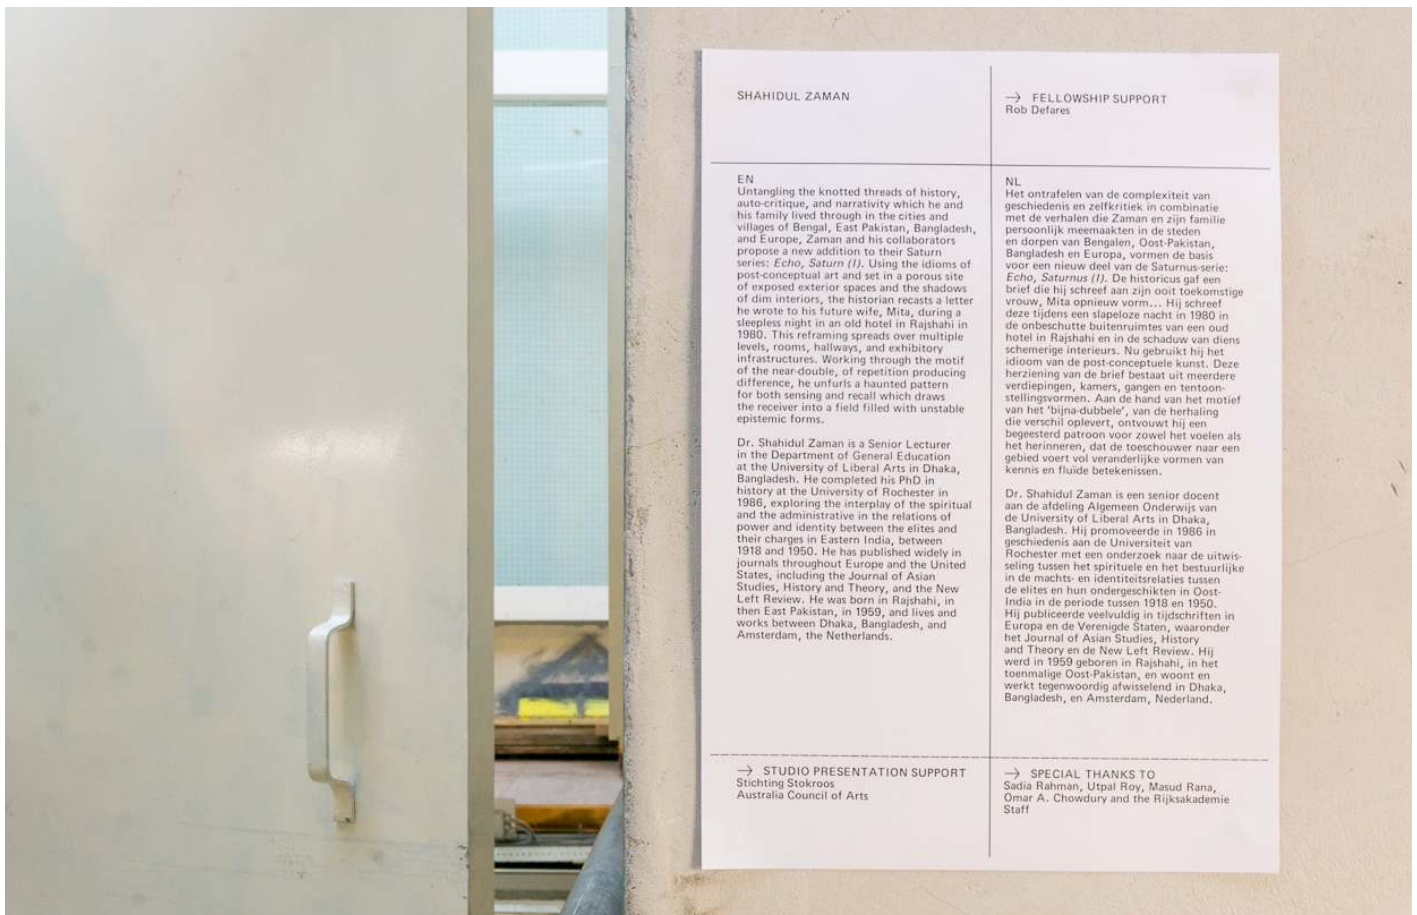 SHAHIDUL ZAMAN
→ FELLOWSHIP SUPPORT
Rob Defares
EN
Untangling the knotted threads of history,
auto-critique, and narrativity which he and
his family lived through in the cities and
villages of Bengal, East Pakistan, Bangladesh,
and Europe, Zaman and his collaborators
propose a new addition to their Saturn
series: Echo, Saturn (I). Using the idioms of
post-conceptual art and set in a porous site
of exposed exterior spaces and the shadows
of dim interiors, the historian recasts a letter
he wrote to his future wife, Mita, during a
sleepless night in an old hotel in Rajshahi in
1980. This reframing spreads over multiple
levels, rooms, hallways, and exhibitory
infrastructures. Working through the motif
of the near-double, of repetition producing
difference, he unfurls a haunted pattern
for both sensing and recall which draws
the receiver into a field filled with unstable
epistemic forms.
Dr. Shahidul Zaman is a Senior Lecturer
in the Department of General Education
at the University of Liberal Arts in Dhaka,
Bangladesh. He completed his PhD in
history at the University of Rochester in
1986, exploring the interplay of the spiritual
and the administrative in the relations of
power and identity between the elites and
their charges in Eastern India, between
1918 and 1950. He has published widely in
journals throughout Europe and the United
States, including the Journal of Asian
Studies, History and Theory, and the New
Left Review. He was born in Rajshahi, in
then East Pakistan, in 1959, and lives and
works between Dhaka, Bangladesh, and
Amsterdam, the Netherlands.
NL
Het ontrafelen van de complexiteit van
geschiedenis en zelfkritiek in combinatie
met de verhalen die Zaman en zijn familie
persoonlijk meemaakten in de steden
en dorpen van Bengalen, Oost-Pakistan,
Bangladesh en Europa, vormen de basis
voor een nieuw deel van de Saturnus-serie:
Echo, Saturnus (I). De historicus gaf een
brief die hij schreef aan zijn ooit toekomstige
vrouw, Mita opnieuw vorm... Hij schreef
deze tijdens een slapeloze nacht in 1980 in
de onbeschutte buitenruimtes van een oud
hotel in Rajshahi en in de schaduw van diens
schemerige interieurs. Nu gebruikt hij het
idioom van de post-conceptuele kunst. Deze
herziening van de brief bestaat uit meerdere
verdiepingen, kamers, gangen en tentoon-
stellingsvormen. Aan de hand van het motief
van het 'bijna-dubbele', van de herhaling
die verschil oplevert, ontvouwt hij een
begeesterd patroon voor zowel het voelen als
het herinneren, dat de toeschouwer naar een
gebied voert vol veranderlijke vormen van
kennis en fluïde betekenissen.
Dr. Shahidul Zaman is een senior docent
aan de afdeling Algemeen Onderwijs van
de University of Liberal Arts in Dhaka,
Bangladesh. Hij promoveerde in 1986 in
geschiedenis aan de Universiteit van
Rochester met een onderzoek naar de uitwis-
seling tussen het spirituele en het bestuurlijke
in de machts- en identiteitsrelaties tussen
de elites en hun ondergeschikten in Oost-
India in de periode tussen 1918 en 1950.
Hij publiceerde veelvuldig in tijdschriften in
Europa en de Verenigde Staten, waaronder
het Journal of Asian Studies, History
and Theory en de New Left Review. Hij
werd in 1959 geboren in Rajshahi, in het
toenmalige Oost-Pakistan, en woont en
werkt tegenwoordig afwisselend in Dhaka,
Bangladesh, en Amsterdam, Nederland.
→ STUDIO PRESENTATION SUPPORT
Stichting Stokroos
Australia Council of Arts
→ SPECIAL THANKS TO
Sadia Rahman, Utpal Roy, Masud Rana,
Omar A. Chowdury and the Rijksakademie
Staff